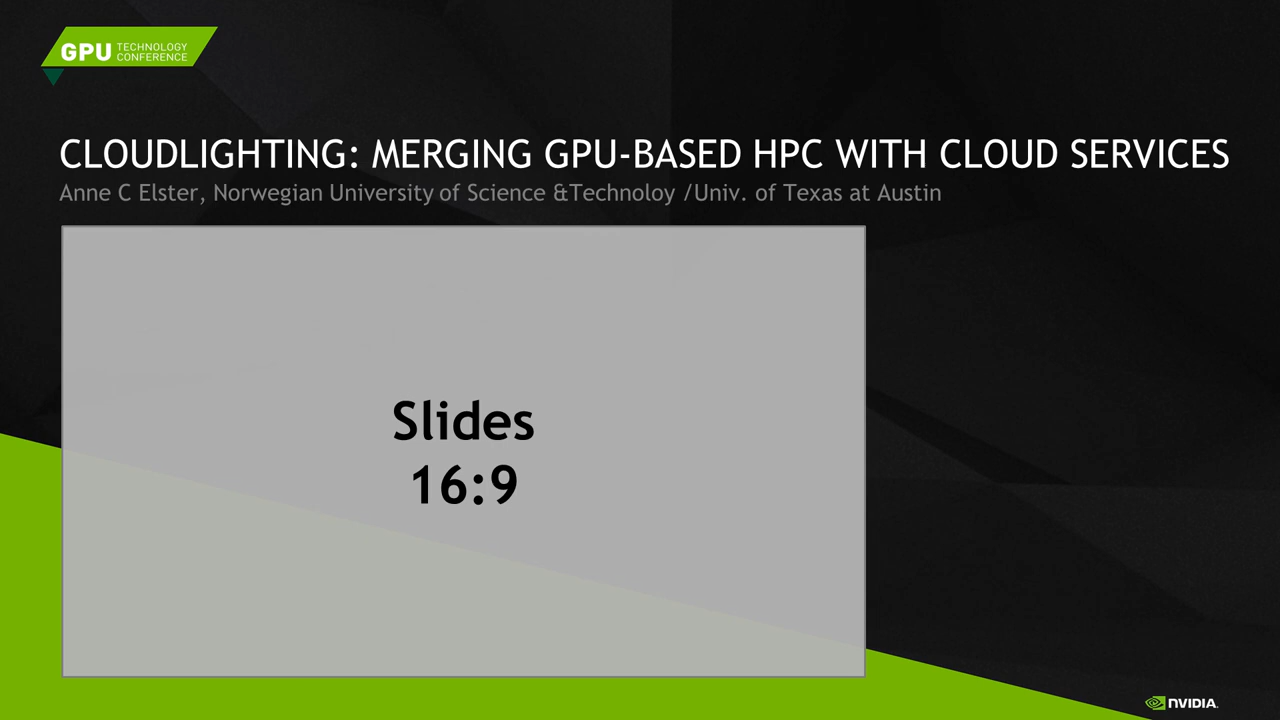 GPU TECHNOLOGY CONFERENCE
CLOUDLIGHTING: MERGING GPU-BASED HPC WITH CLOUD SERVICES
Anne C Elster, Norwegian University of Science &Technoloy /Univ. of Texas at Austin
Slides
16:9
NVIDIA.